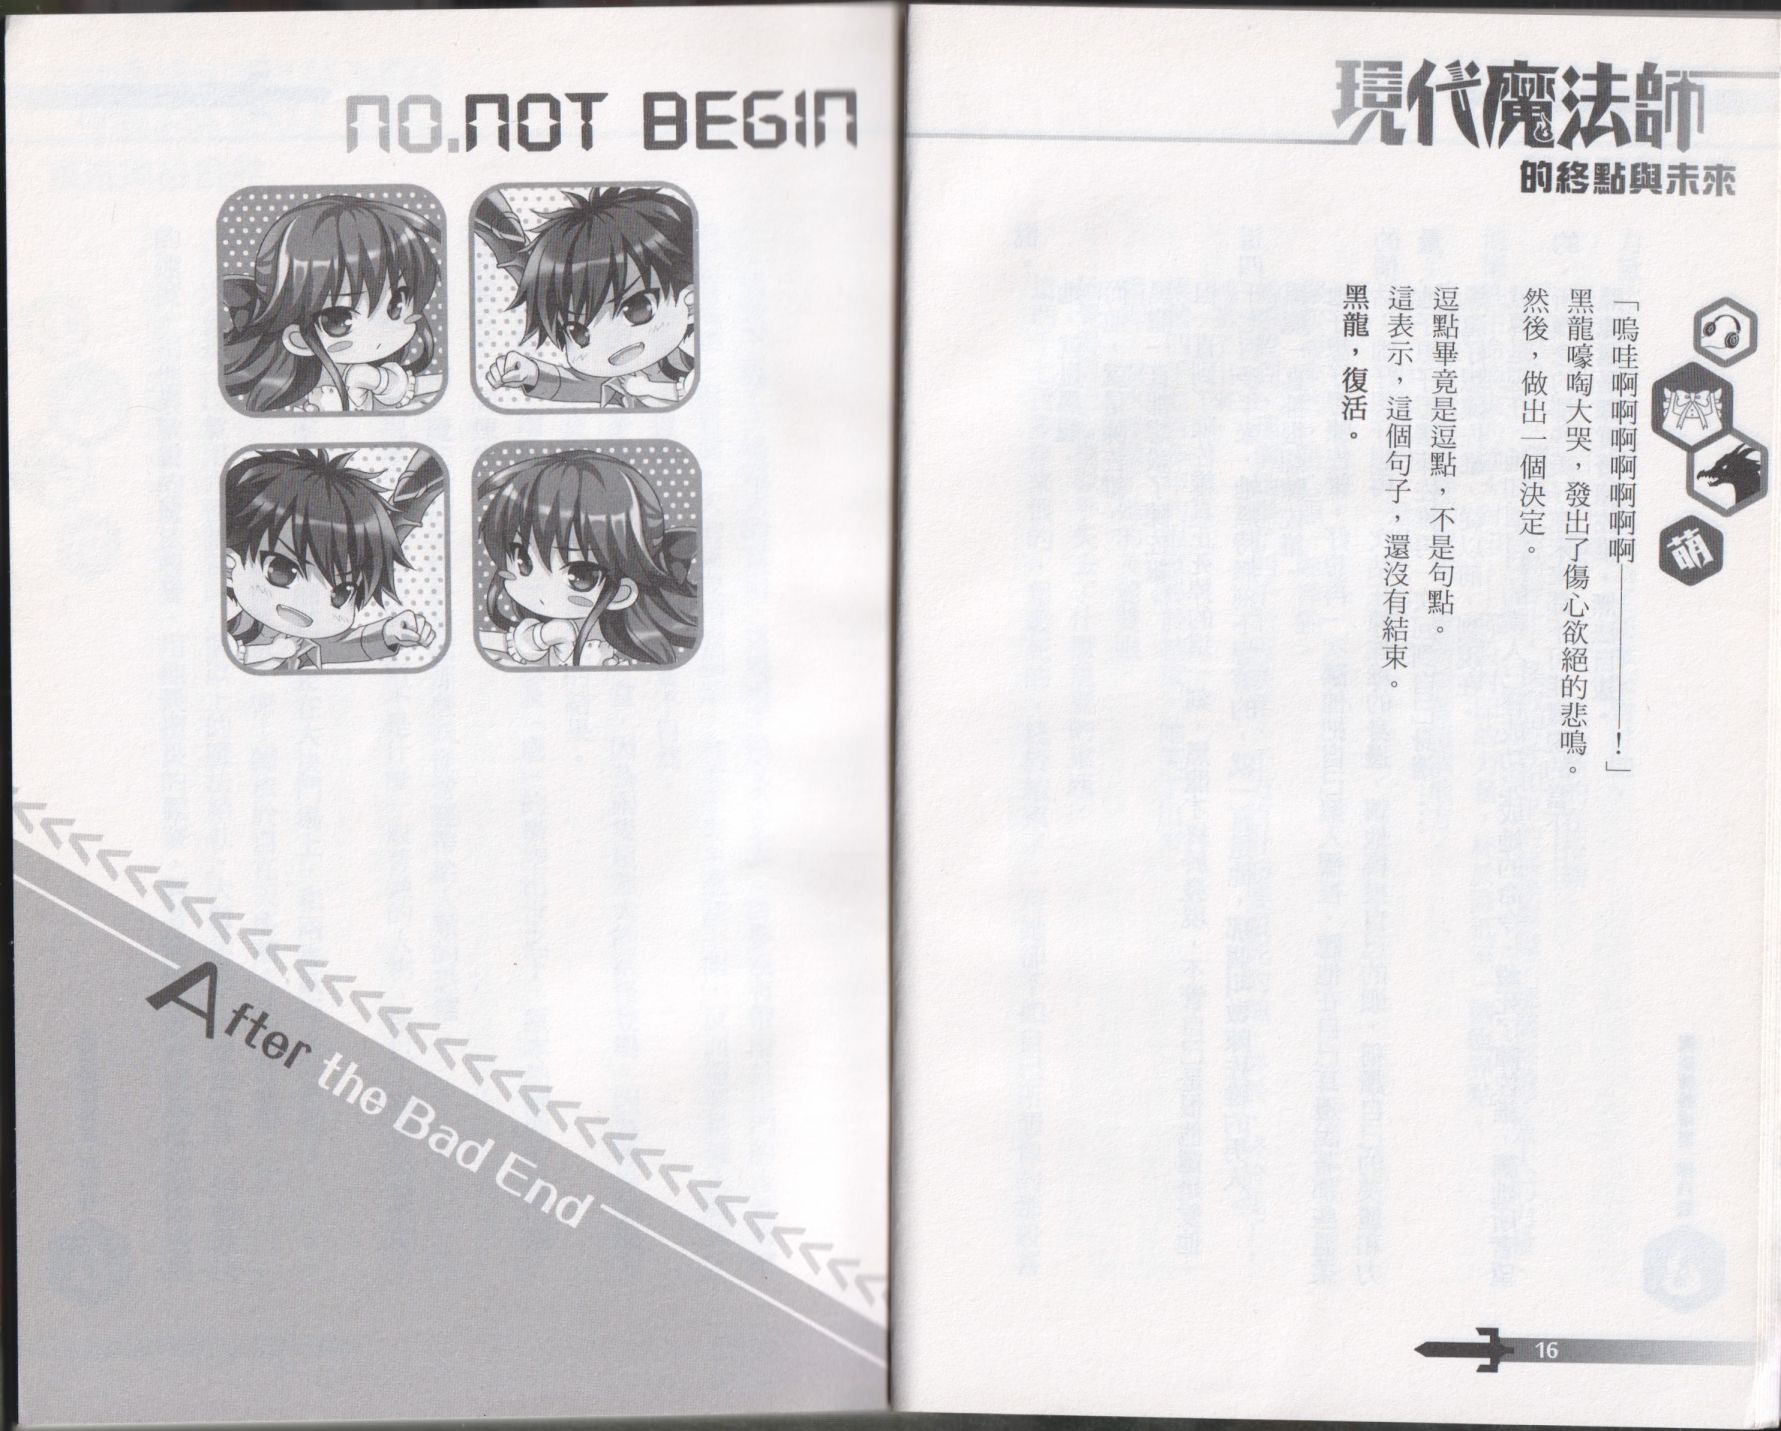 現代魔法師
的終點與未來
萌
「嗚哇啊啊啊啊啊啊啊──────！」
黑龍嚎啕大哭，發出了傷心欲絕的悲鳴。
然後，做出一個決定。
逗點畢竟是逗點，不是句點。
這表示，這個句子，還沒有結束。
黑龍，復活。
16
NO.NOT BEGIN
After the Bad End